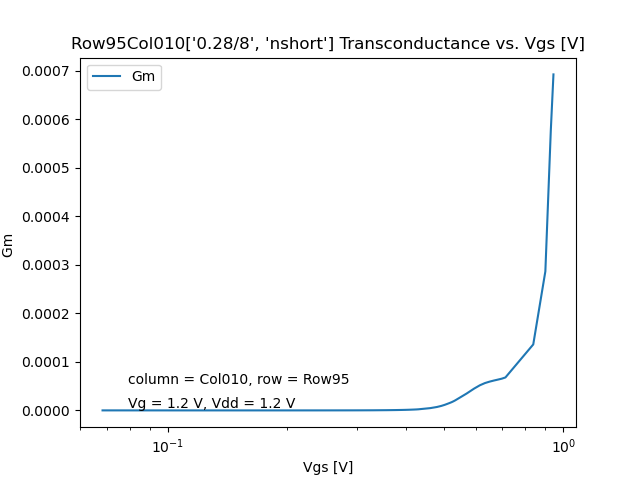 Row95Col010['0.28/8', 'nshort'] Transconductance vs. Vgs [V]
Gm
0.0007
0.0006
0.0005
0.0004
0.0003
0.0002
0.0001
0.0000
Gm
column = Col010, row = Row95
Vg = 1.2 V, Vdd = 1.2 V
10⁻¹
10⁰
Vgs [V]